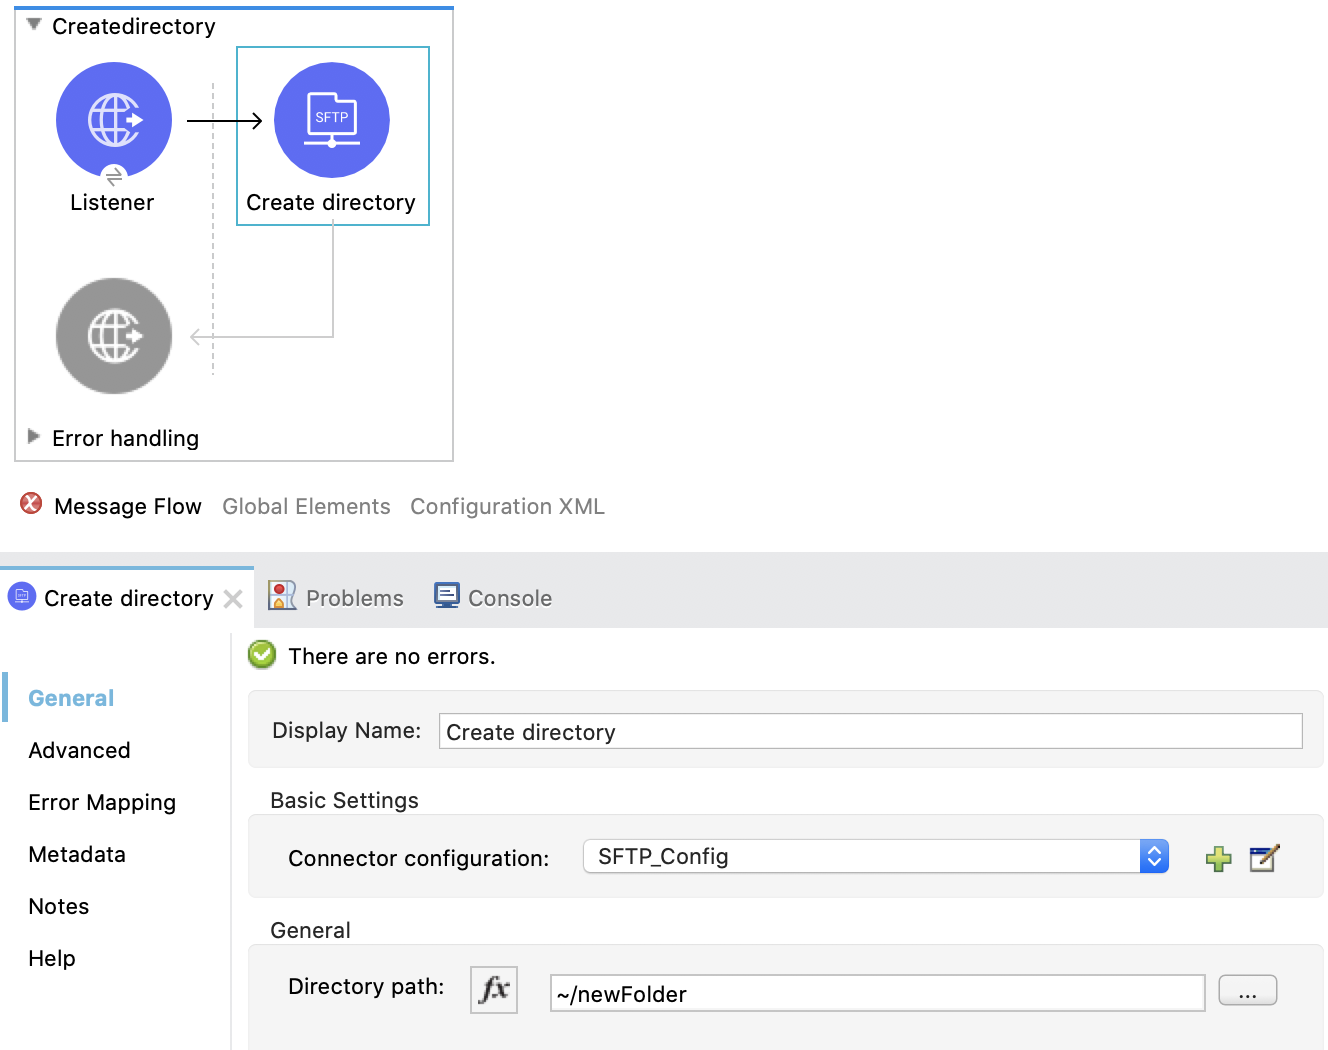 Createdirectory
SFTP
Listener
Create directory
Error handling
Message Flow Global Elements Configuration XML
Create directory Problems Console
There are no errors.
General
Display Name: Create directory
Advanced
Basic Settings
Error Mapping
Connector configuration: SFTP_Config
Metadata
Notes
General
Help
Directory path: fx ~/newFolder ...